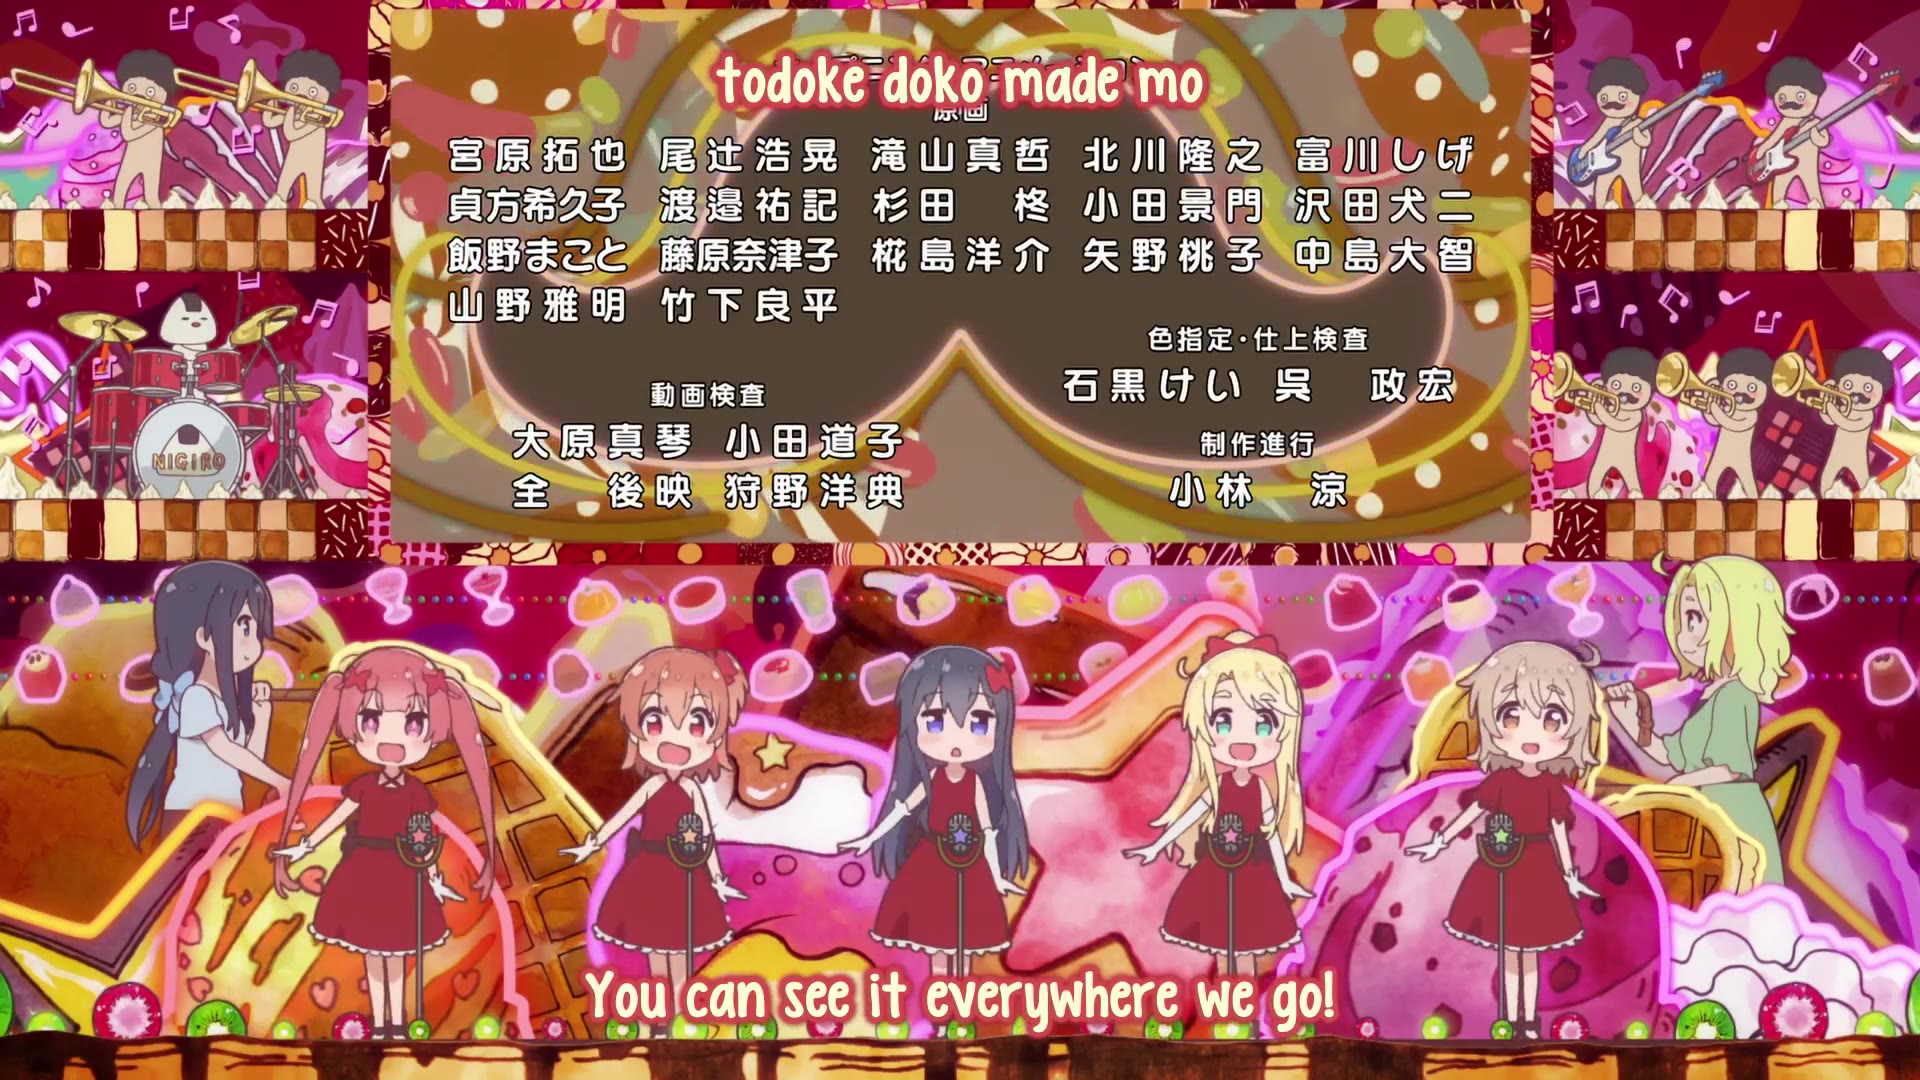 todoke doko made mo
原画
宮原拓也 尾辻浩晃 滝山真哲 北川隆之 富川しげ
貞方希久子 渡邉祐記 杉田 柊 小田景門 沢田犬二
飯野まこと 藤原奈津子 椛島洋介 矢野桃子 中島大智
山野雅明 竹下良平
色指定・仕上検査
石黒けい 呉 政宏
動画検査
大原真琴 小田道子
全 後映 狩野洋典
制作進行
小林 涼
NIGIRO
You can see it everywhere we go!